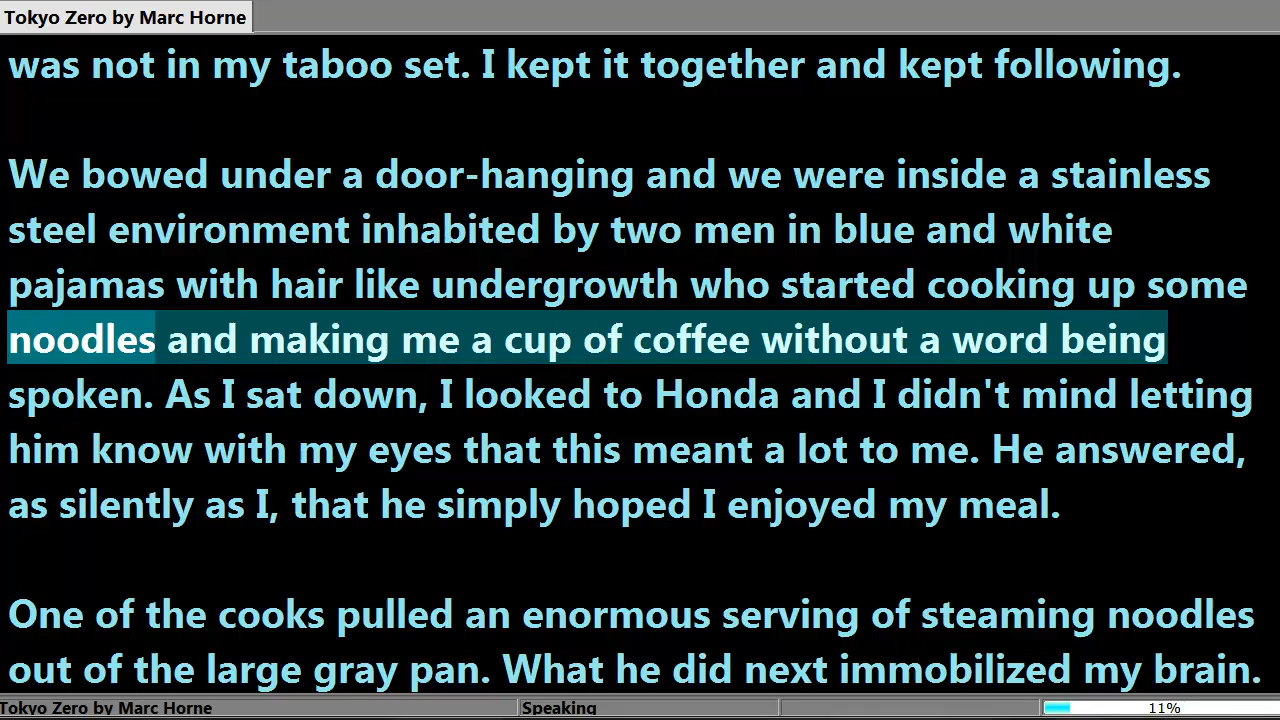 Tokyo Zero by Marc Horne
was not in my taboo set. I kept it together and kept following.
We bowed under a door-hanging and we were inside a stainless
steel environment inhabited by two men in blue and white
pajamas with hair like undergrowth who started cooking up some
noodles and making me a cup of coffee without a word being
spoken. As I sat down, I looked to Honda and I didn't mind letting
him know with my eyes that this meant a lot to me. He answered,
as silently as I, that he simply hoped I enjoyed my meal.
One of the cooks pulled an enormous serving of steaming noodles
out of the large gray pan. What he did next immobilized my brain.
Tokyo Zero by Marc Horne Speaking 11%